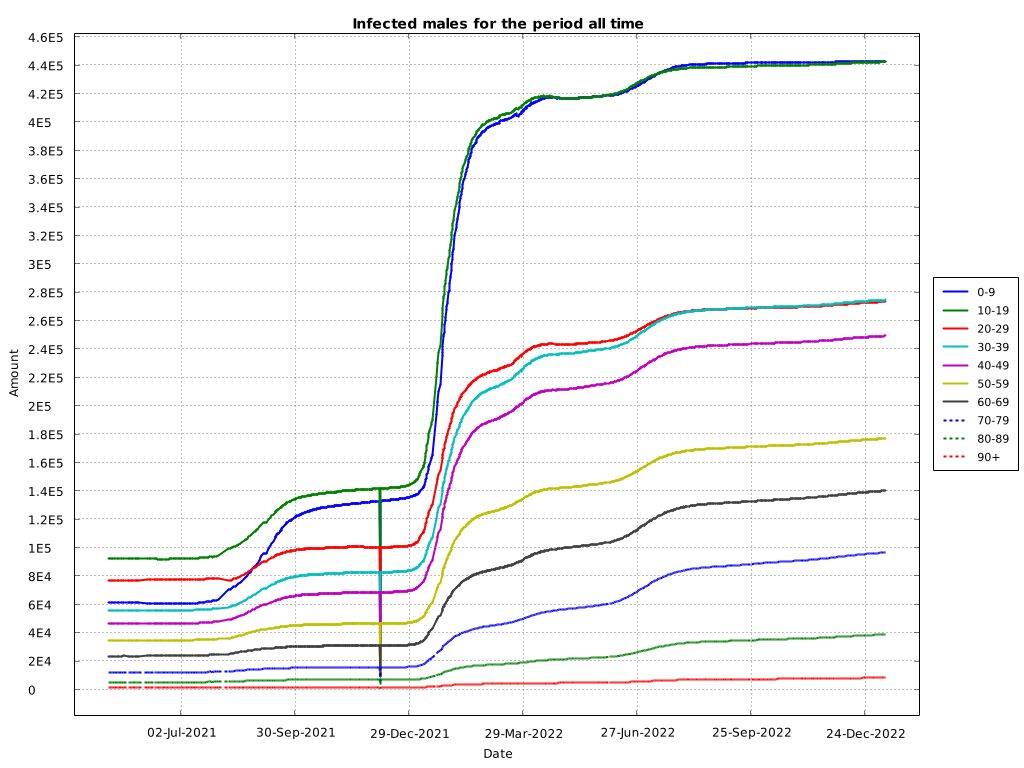 Infected males for the period all time
4.6E5
4.4E5
4.2E5
4E5
3.8E5
3.6E5
3.4E5
3.2E5
3E5
2.8E5
2.6E5
2.4E5
2.2E5
2E5
1.8E5
1.6E5
1.4E5
1.2E5
1E5
8E4
6E4
4E4
2E4
0
Amount
02-Jul-2021 30-Sep-2021 29-Dec-2021 29-Mar-2022 27-Jun-2022 25-Sep-2022 24-Dec-2022
Date
0-9
10-19
20-29
30-39
40-49
50-59
60-69
70-79
80-89
90+